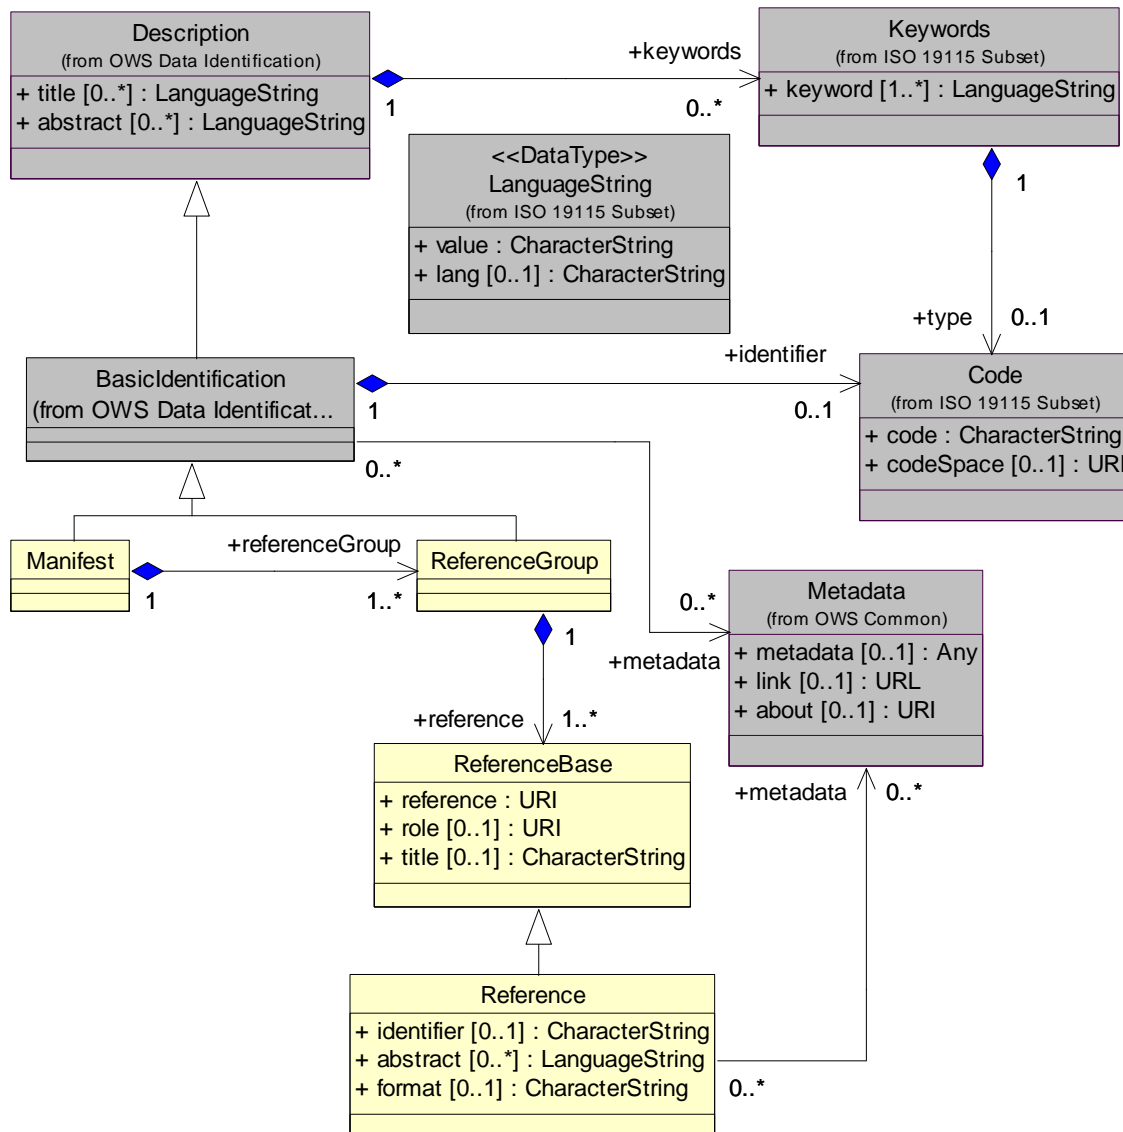 Description
(from OWS Data Identification)
+ title [0..*] : LanguageString
+ abstract [0..*] : LanguageString
+keywords
1
0..*
Keywords
(from ISO 19115 Subset)
+ keyword [1..*] : LanguageString
1
<<DataType>>
LanguageString
(from ISO 19115 Subset)
+ value : CharacterString
+ lang [0..1] : CharacterString
+type
0..1
BasicIdentification
(from OWS Data Identificat...
+identifier
1
0..1
Code
(from ISO 19115 Subset)
+ code : CharacterString
+ codeSpace [0..1] : URI
0..*
Manifest
+referenceGroup
1
1..*
ReferenceGroup
1
0..*
+metadata
Metadata
(from OWS Common)
+ metadata [0..1] : Any
+ link [0..1] : URL
+ about [0..1] : URI
+reference
1..*
ReferenceBase
+ reference : URI
+ role [0..1] : URI
+ title [0..1] : CharacterString
+metadata
0..*
Reference
+ identifier [0..1] : CharacterString
+ abstract [0..*] : LanguageString
+ format [0..1] : CharacterString
0..*